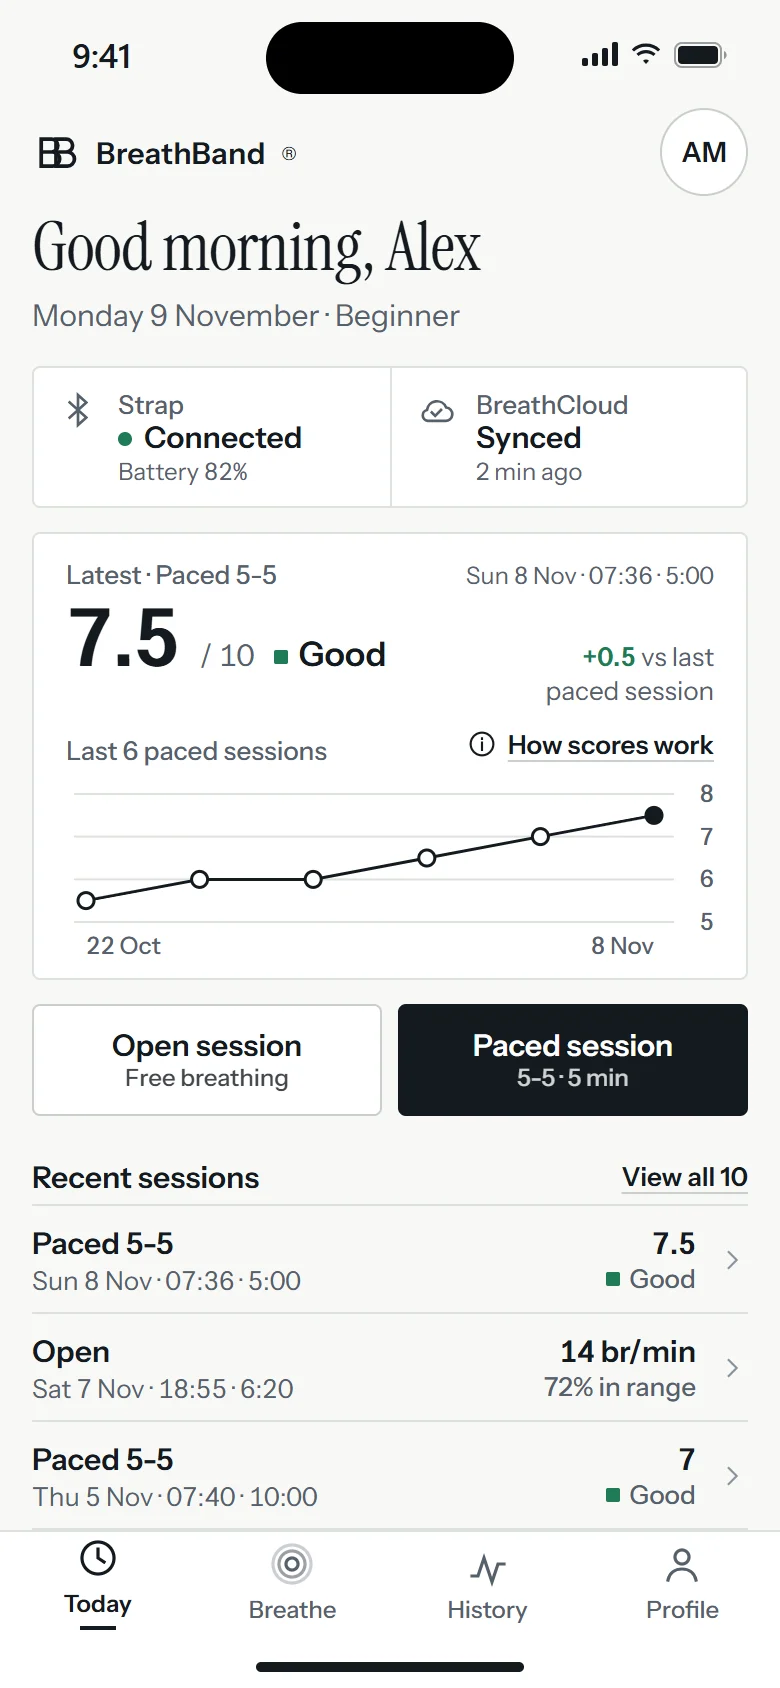 9:41
BreathBand ®
AM
Good morning, Alex
Monday 9 November · Beginner
Strap
Connected
Battery 82%
BreathCloud
Synced
2 min ago
Latest · Paced 5-5
Sun 8 Nov · 07:36 · 5:00
7.5 / 10 Good
+0.5 vs last
paced session
Last 6 paced sessions
How scores work
8
7
6
5
22 Oct
8 Nov
Open session
Free breathing
Paced session
5-5 · 5 min
Recent sessions
View all 10
Paced 5-5
7.5
Sun 8 Nov · 07:36 · 5:00
Good
Open
14 br/min
Sat 7 Nov · 18:55 · 6:20
72% in range
Paced 5-5
7
Thu 5 Nov · 07:40 · 10:00
Good
Today
Breathe
History
Profile